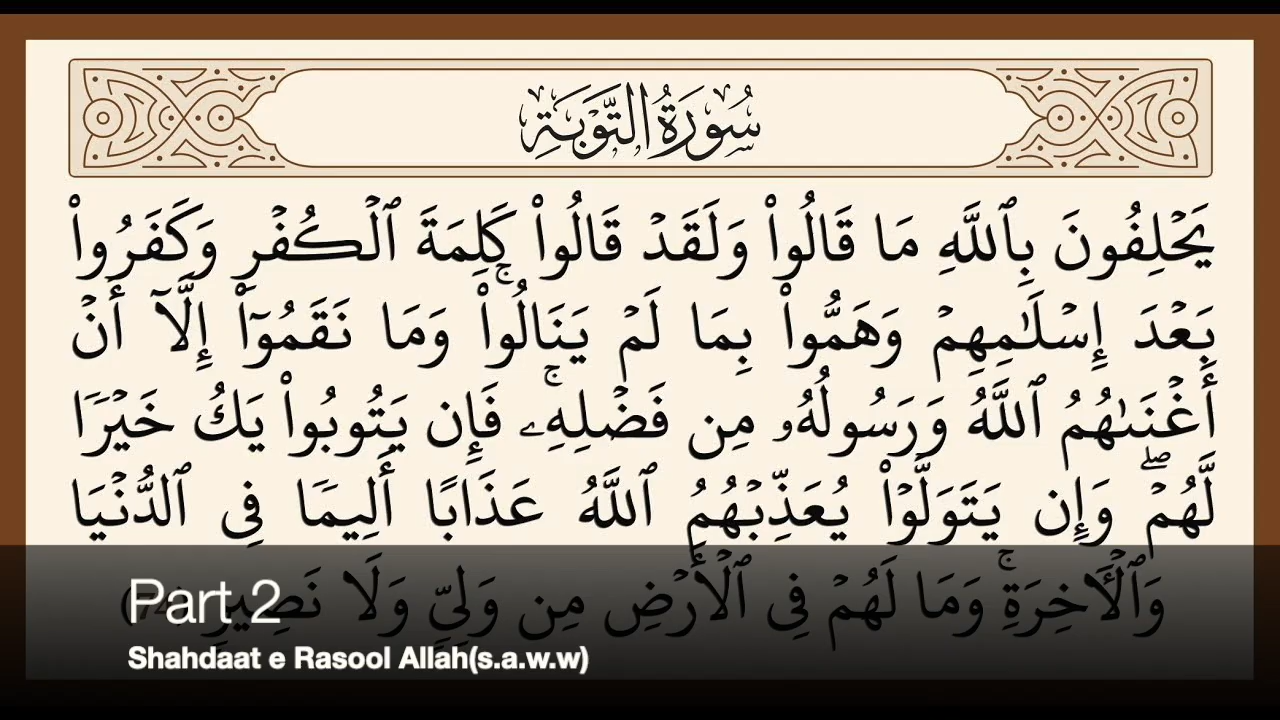 سُورَةُ التَّوۡبَةِ
يَحۡلِفُونَ بِٱللَّهِ مَا قَالُواْ وَلَقَدۡ قَالُواْ كَلِمَةَ ٱلۡكُفۡرِ وَكَفَرُواْ
بَعۡدَ إِسۡلَٰمِهِمۡ وَهَمُّواْ بِمَا لَمۡ يَنَالُواْۚ وَمَا نَقَمُوٓاْ إِلَّآ أَنۡ
أَغۡنَىٰهُمُ ٱللَّهُ وَرَسُولُهُۥ مِن فَضۡلِهِۦۚ فَإِن يَتُوبُواْ يَكُ خَيۡرٗا
لَّهُمۡۖ وَإِن يَتَوَلَّوۡاْ يُعَذِّبۡهُمُ ٱللَّهُ عَذَابًا أَلِيمٗا فِي ٱلدُّنۡيَا
وَٱلۡأٓخِرَةِۚ وَمَا لَهُمۡ فِي ٱلۡأَرۡضِ مِن وَلِيّٖ وَلَا نَصِيرٖ
Part 2
Shahdaat e Rasool Allah(s.a.w.w)